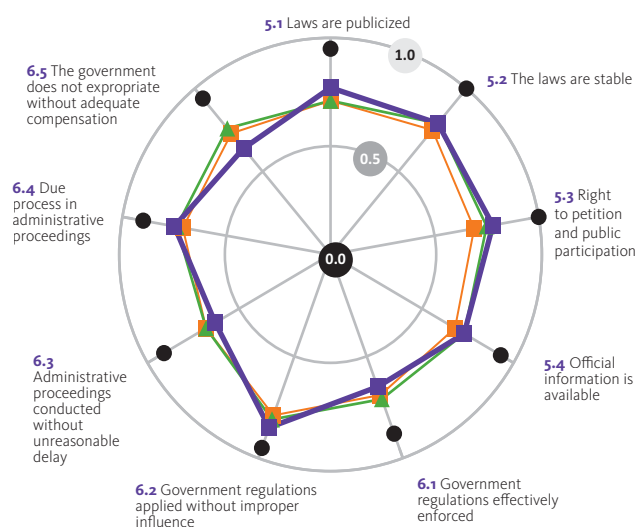 5.1 Laws are publicized
1.0
5.2 The laws are stable
0.5
5.3 Right
to petition
and public
participation
0.0
5.4 Official
information is
available
6.1 Government
regulations effectively
enforced
6.2 Government regulations
applied without improper
influence
6.3
Administrative
proceedings
conducted
without
unreasonable
delay
6.4 Due
process in
administrative
proceedings
6.5 The government
does not expropriate
without adequate
compensation